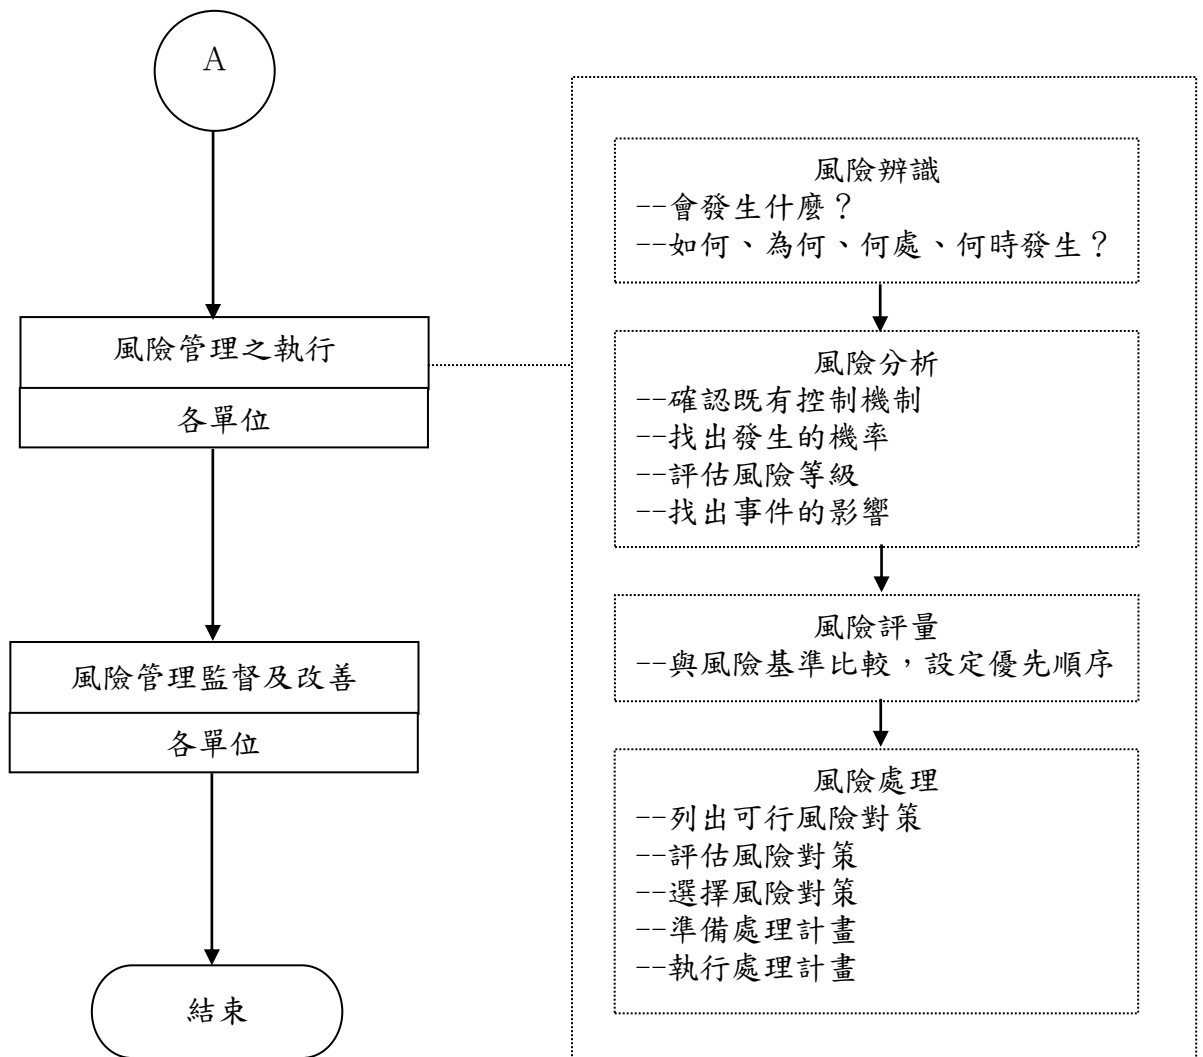 A
風險管理之執行
各單位
風險管理監督及改善
各單位
結束
風險辨識
--會發生什麼？
--如何、為何、何處、何時發生？
風險分析
--確認既有控制機制
--找出發生的機率
--評估風險等級
--找出事件的影響
風險評量
--與風險基準比較，設定優先順序
風險處理
--列出可行風險對策
--評估風險對策
--選擇風險對策
--準備處理計畫
--執行處理計畫